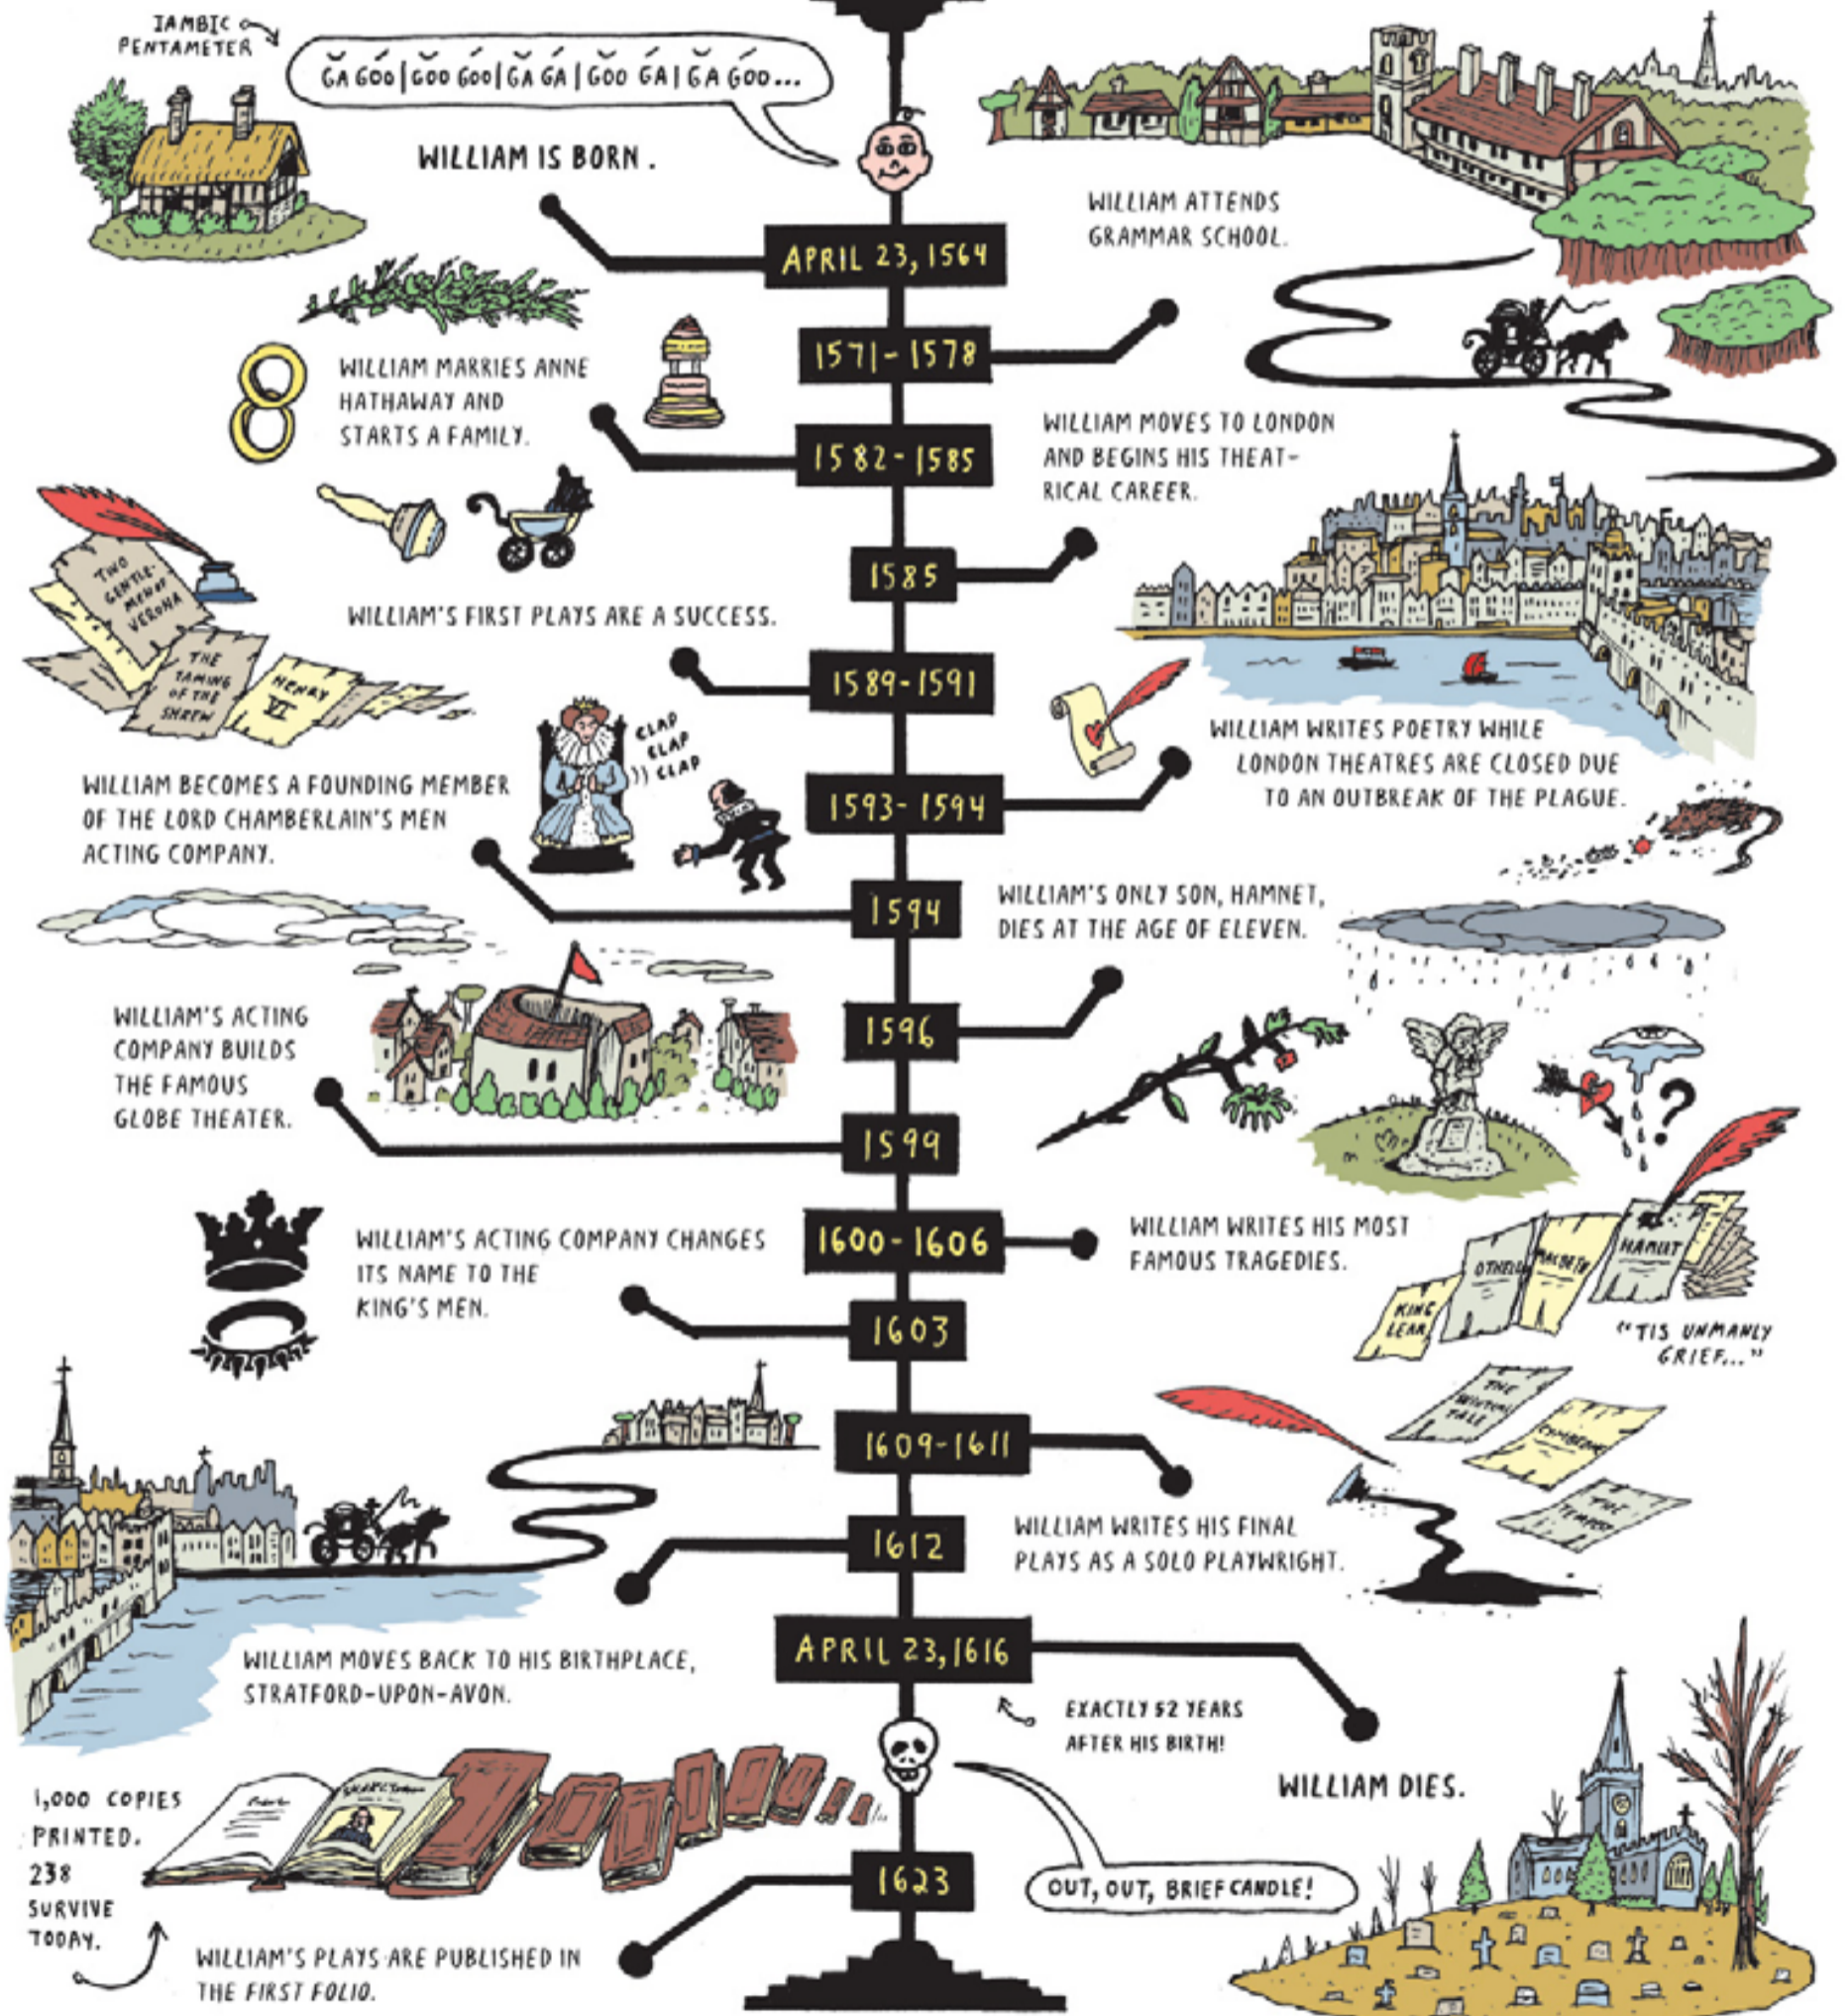 IAMBIC
PENTAMETER
GA GOO | GOO GOO | GA GA | GOO GA | GA GOO...
WILLIAM IS BORN.
APRIL 23, 1564
WILLIAM ATTENDS
GRAMMAR SCHOOL.
1571-1578
WILLIAM MARRIES ANNE
HATHAWAY AND
STARTS A FAMILY.
1582-1585
WILLIAM MOVES TO LONDON
AND BEGINS HIS THEAT-
RICAL CAREER.
1585
TWO
GENTLE-
MEN OF
VERONA
THE
TAMING
OF THE
SHREW
HENRY
VI
WILLIAM'S FIRST PLAYS ARE A SUCCESS.
1589-1591
WILLIAM WRITES POETRY WHILE
LONDON THEATRES ARE CLOSED DUE
TO AN OUTBREAK OF THE PLAGUE.
1593-1594
WILLIAM BECOMES A FOUNDING MEMBER
OF THE LORD CHAMBERLAIN'S MEN
ACTING COMPANY.
CLAP
CLAP
CLAP
1594
WILLIAM'S ONLY SON, HAMNET,
DIES AT THE AGE OF ELEVEN.
1596
WILLIAM'S ACTING
COMPANY BUILDS
THE FAMOUS
GLOBE THEATER.
1599
?
1600-1606
WILLIAM WRITES HIS MOST
FAMOUS TRAGEDIES.
KING
LEAR
OTHELLO
MACBETH
HAMLET
"'TIS UNMANLY
GRIEF..."
WILLIAM'S ACTING COMPANY CHANGES
ITS NAME TO THE
KING'S MEN.
1603
1609-1611
THE
WINTERS
TALE
CYMBELINE
THE
TEMPEST
WILLIAM WRITES HIS FINAL
PLAYS AS A SOLO PLAYWRIGHT.
1612
WILLIAM MOVES BACK TO HIS BIRTHPLACE,
STRATFORD-UPON-AVON.
APRIL 23, 1616
EXACTLY 52 YEARS
AFTER HIS BIRTH!
WILLIAM DIES.
OUT, OUT, BRIEF CANDLE!
1,000 COPIES
PRINTED.
238
SURVIVE
TODAY.
1623
WILLIAM'S PLAYS ARE PUBLISHED IN
THE FIRST FOLIO.